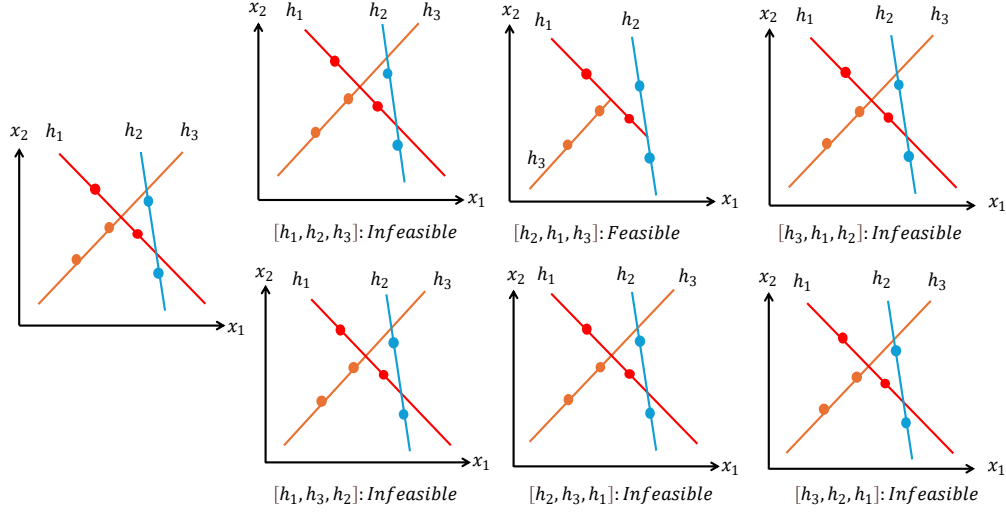 x₂
h₁
h₂
h₃
x₁
x₂
h₁
h₂
h₃
x₁
[h₁, h₂, h₃]: Infeasible
x₂
h₁
h₂
h₃
x₁
[h₂, h₁, h₃]: Feasible
x₂
h₁
h₂
h₃
x₁
[h₃, h₁, h₂]: Infeasible
x₂
h₁
h₂
h₃
x₁
[h₁, h₃, h₂]: Infeasible
x₂
h₁
h₂
h₃
x₁
[h₂, h₃, h₁]: Infeasible
x₂
h₁
h₂
h₃
x₁
[h₃, h₂, h₁]: Infeasible